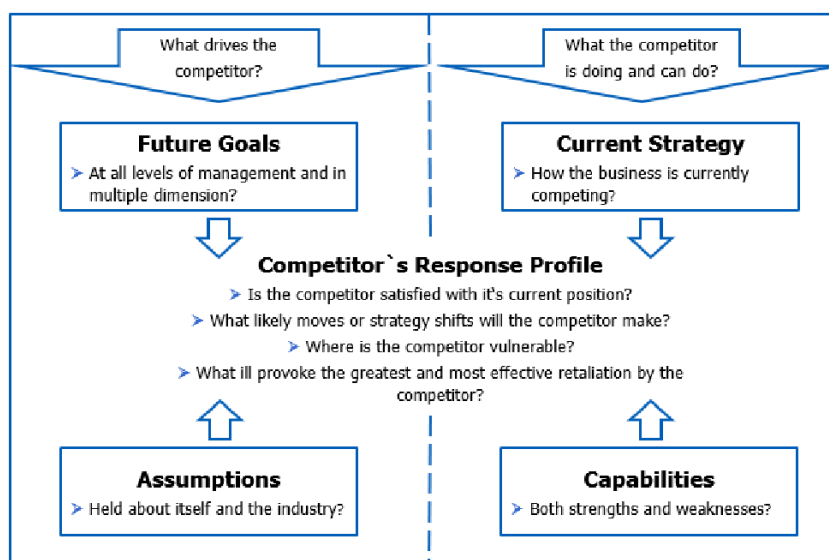 What drives the
competitor?
What the competitor
is doing and can do?
Future Goals
➢ At all levels of management and in
multiple dimension?
Current Strategy
➢ How the business is currently
competing?
Competitor`s Response Profile
➢ Is the competitor satisfied with it's current position?
➢ What likely moves or strategy shifts will the competitor make?
➢ Where is the competitor vulnerable?
➢ What ill provoke the greatest and most effective retaliation by the
competitor?
Assumptions
➢ Held about itself and the industry?
Capabilities
➢ Both strengths and weaknesses?